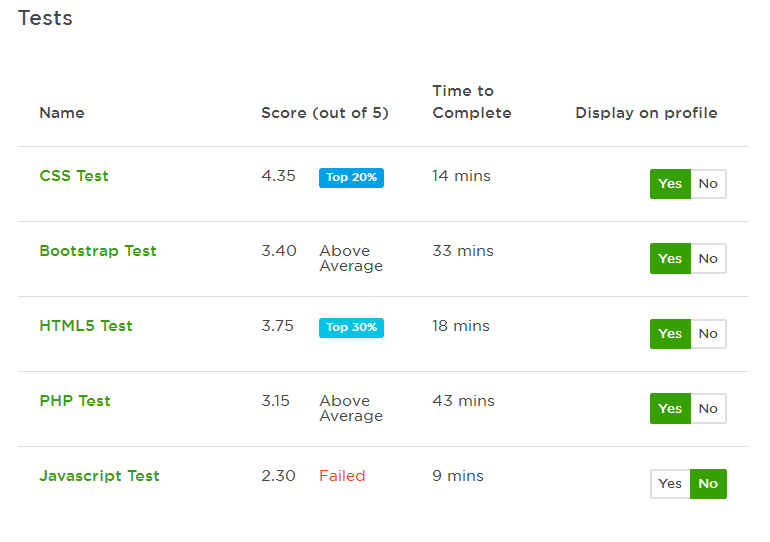 Tests
Name Score (out of 5) Time to Complete Display on profile
CSS Test 4.35 Top 20% 14 mins Yes No
Bootstrap Test 3.40 Above Average 33 mins Yes No
HTML5 Test 3.75 Top 30% 18 mins Yes No
PHP Test 3.15 Above Average 43 mins Yes No
Javascript Test 2.30 Failed 9 mins Yes No